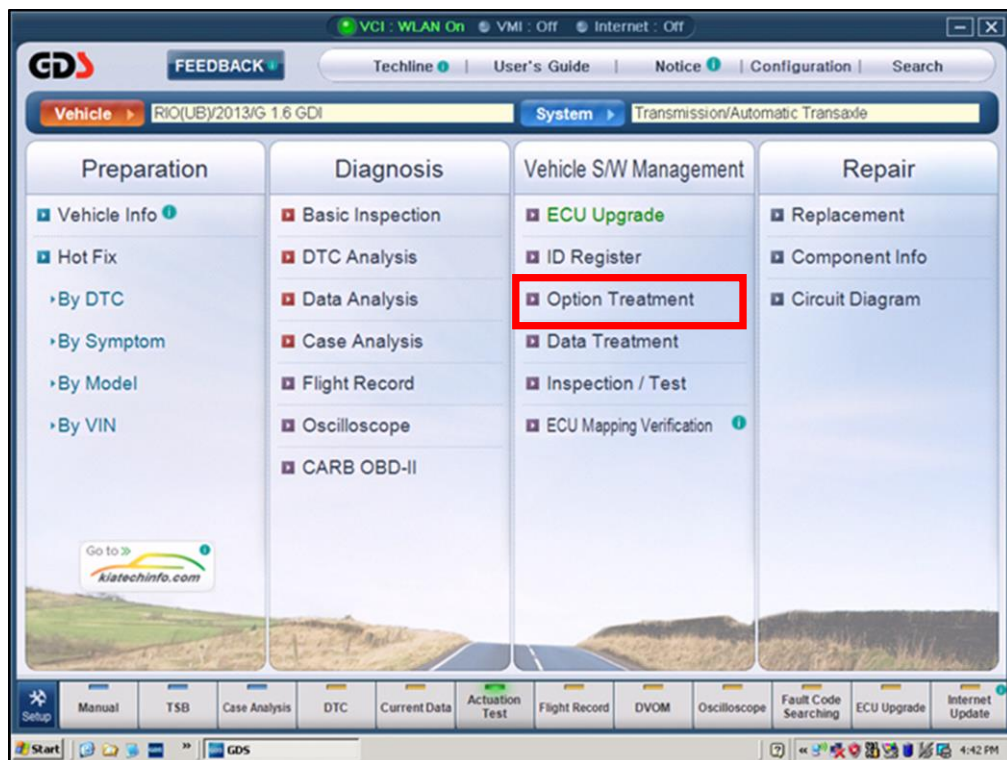 VCI : WLAN On VMI : Off Internet : Off
GDS FEEDBACK Techline | User's Guide | Notice | Configuration | Search
Vehicle RIO(UB)/2013/G 1.6 GDI System Transmission/Automatic Transaxle
Preparation
Vehicle Info
Hot Fix
By DTC
By Symptom
By Model
By VIN
Go to »
kiatechinfo.com
Diagnosis
Basic Inspection
DTC Analysis
Data Analysis
Case Analysis
Flight Record
Oscilloscope
CARB OBD-II
Vehicle S/W Management
ECU Upgrade
ID Register
Option Treatment
Data Treatment
Inspection / Test
ECU Mapping Verification
Repair
Replacement
Component Info
Circuit Diagram
Setup
Manual
TSB
Case Analysis
DTC
Current Data
Actuation
Test
Flight Record
DVOM
Oscilloscope
Fault Code
Searching
ECU Upgrade
Internet
Update
Start » GDS « 4:42 PM